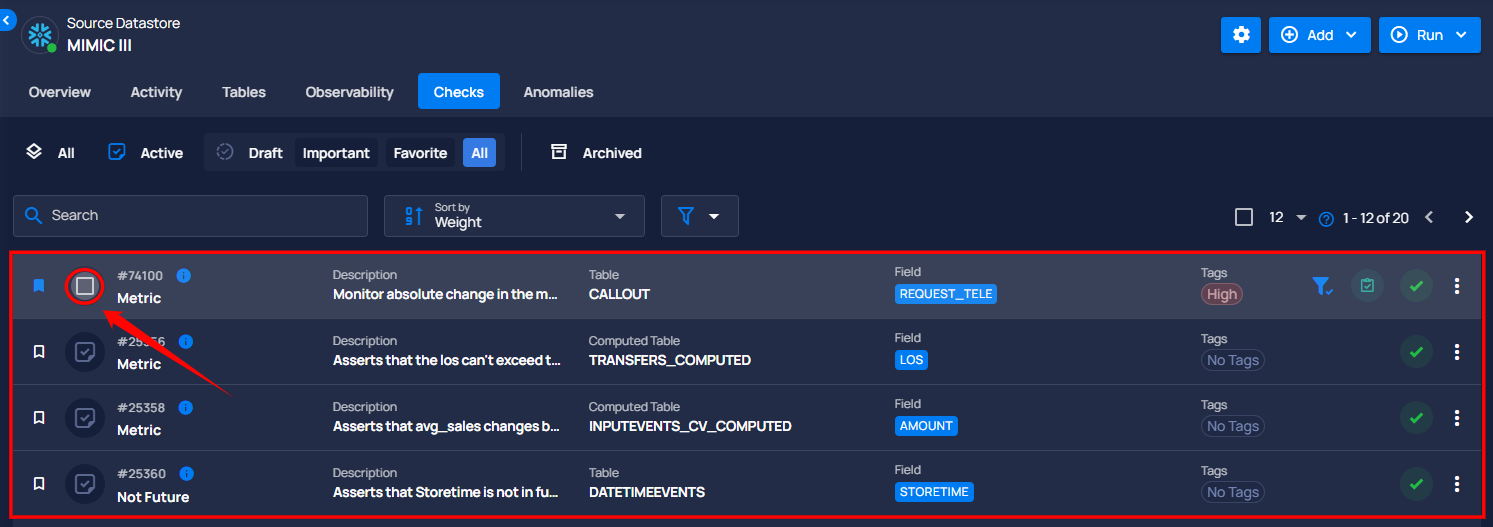 Source Datastore
MIMIC III
Add
Run
Overview
Activity
Tables
Observability
Checks
Anomalies
All
Active
Draft
Important
Favorite
All
Archived
Search
Sort by
Weight
12
1 - 12 of 20
#74100
Metric
Description
Monitor absolute change in the m...
Table
CALLOUT
Field
REQUEST_TELE
Tags
High
#25356
Metric
Description
Asserts that the los can't exceed t...
Computed Table
TRANSFERS_COMPUTED
Field
LOS
Tags
No Tags
#25358
Metric
Description
Asserts that avg_sales changes b...
Computed Table
INPUTEVENTS_CV_COMPUTED
Field
AMOUNT
Tags
No Tags
#25360
Not Future
Description
Asserts that Storetime is not in fu...
Table
DATETIMEEVENTS
Field
STORETIME
Tags
No Tags